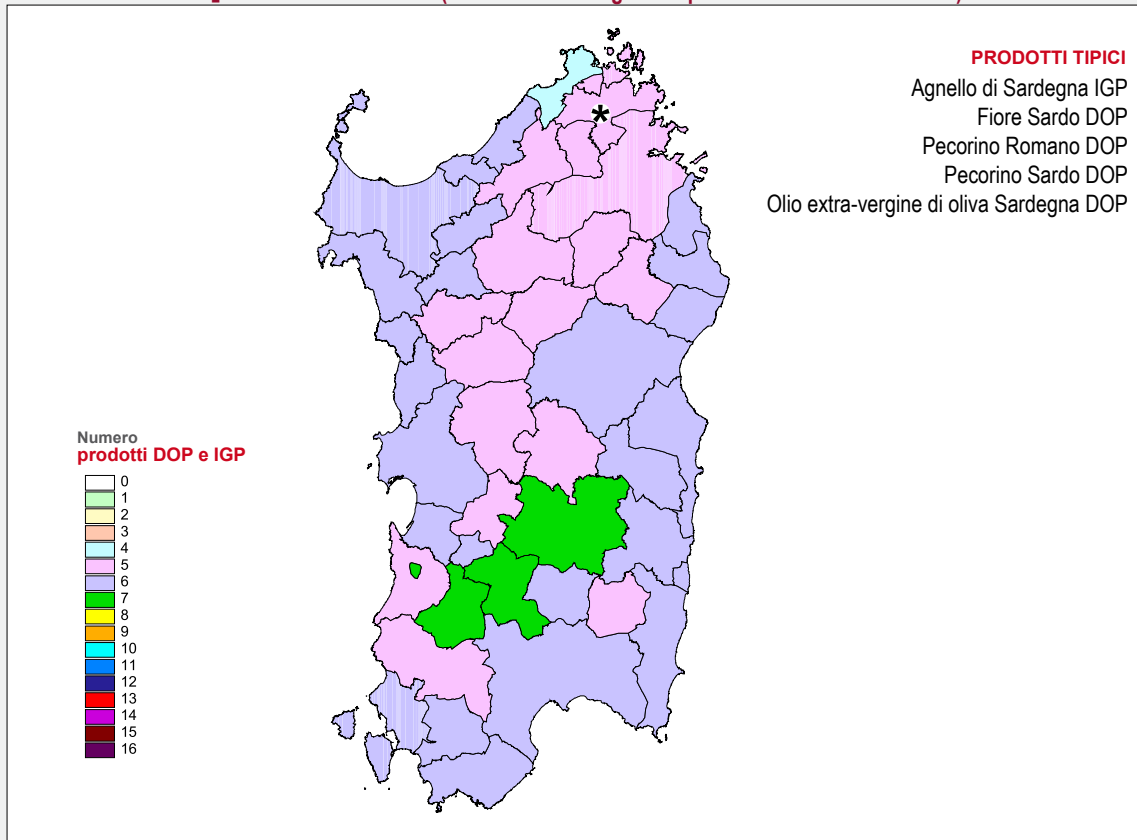 PRODOTTI TIPICI
Agnello di Sardegna IGP
Fiore Sardo DOP
Pecorino Romano DOP
Pecorino Sardo DOP
Olio extra-vergine di oliva Sardegna DOP
*
Numero
prodotti DOP e IGP
0
1
2
3
4
5
6
7
8
9
10
11
12
13
14
15
16